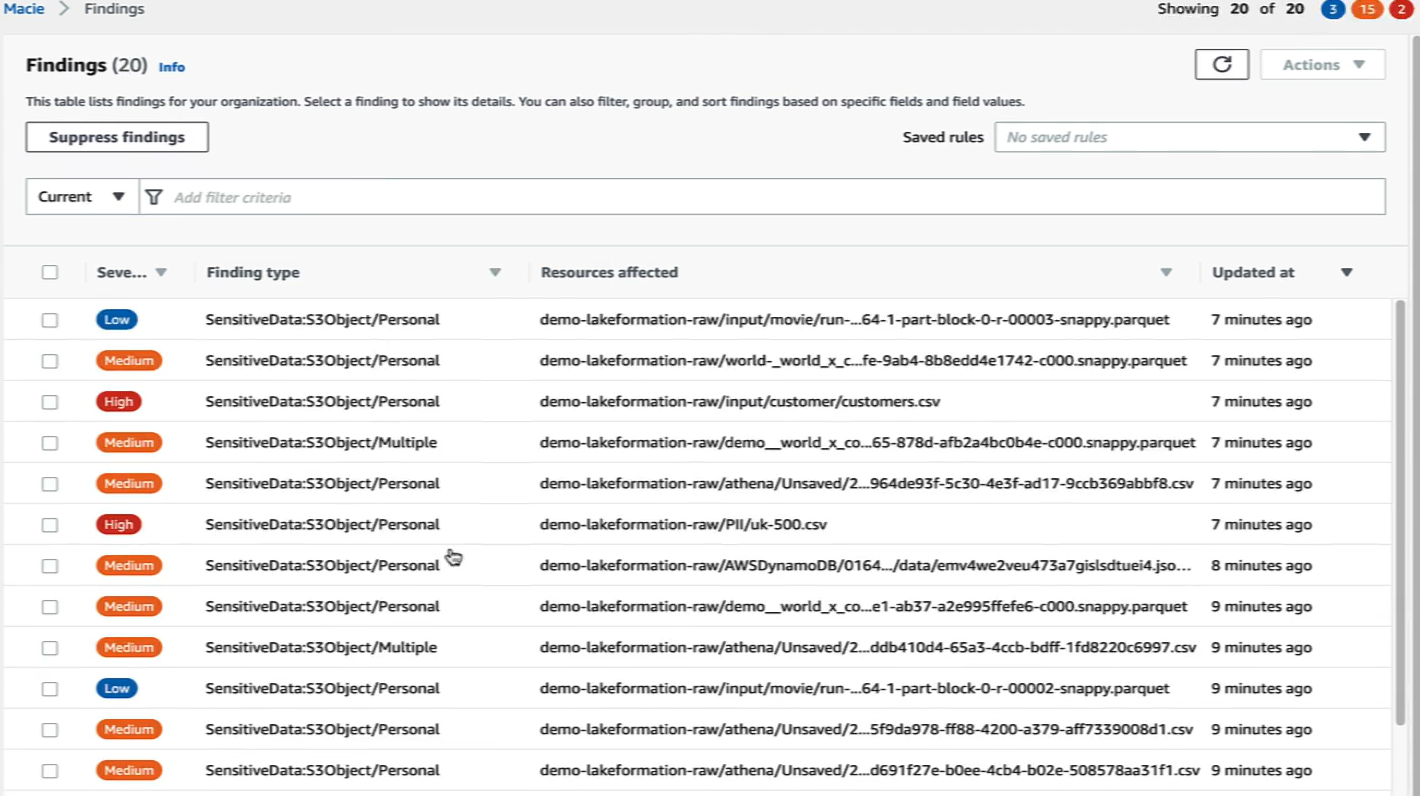 Macie > Findings Showing 20 of 20 3 15 2
Findings (20) Info Actions
This table lists findings for your organization. Select a finding to show its details. You can also filter, group, and sort findings based on specific fields and field values.
Suppress findings Saved rules No saved rules
Current Add filter criteria
Seve... Finding type Resources affected Updated at
Low SensitiveData:S3Object/Personal demo-lakeformation-raw/input/movie/run-...64-1-part-block-0-r-00003-snappy.parquet 7 minutes ago
Medium SensitiveData:S3Object/Personal demo-lakeformation-raw/world-_world_x_c...fe-9ab4-8b8edd4e1742-c000.snappy.parquet 7 minutes ago
High SensitiveData:S3Object/Personal demo-lakeformation-raw/input/customer/customers.csv 7 minutes ago
Medium SensitiveData:S3Object/Multiple demo-lakeformation-raw/demo__world_x_co...65-878d-afb2a4bc0b4e-c000.snappy.parquet 7 minutes ago
Medium SensitiveData:S3Object/Personal demo-lakeformation-raw/athena/Unsaved/2...964de93f-5c30-4e3f-ad17-9ccb369abbf8.csv 7 minutes ago
High SensitiveData:S3Object/Personal demo-lakeformation-raw/PII/uk-500.csv 7 minutes ago
Medium SensitiveData:S3Object/Personal demo-lakeformation-raw/AWSDynamoDB/0164.../data/emv4we2veu473a7gislsdtuei4.jso... 8 minutes ago
Medium SensitiveData:S3Object/Personal demo-lakeformation-raw/demo__world_x_co...e1-ab37-a2e995ffefe6-c000.snappy.parquet 9 minutes ago
Medium SensitiveData:S3Object/Multiple demo-lakeformation-raw/athena/Unsaved/2...ddb410d4-65a3-4ccb-bdff-1fd8220c6997.csv 9 minutes ago
Low SensitiveData:S3Object/Personal demo-lakeformation-raw/input/movie/run-...64-1-part-block-0-r-00002-snappy.parquet 9 minutes ago
Medium SensitiveData:S3Object/Personal demo-lakeformation-raw/athena/Unsaved/2...5f9da978-ff88-4200-a379-aff7339008d1.csv 9 minutes ago
Medium SensitiveData:S3Object/Personal demo-lakeformation-raw/athena/Unsaved/2...d691f27e-b0ee-4cb4-b02e-508578aa31f1.csv 9 minutes ago